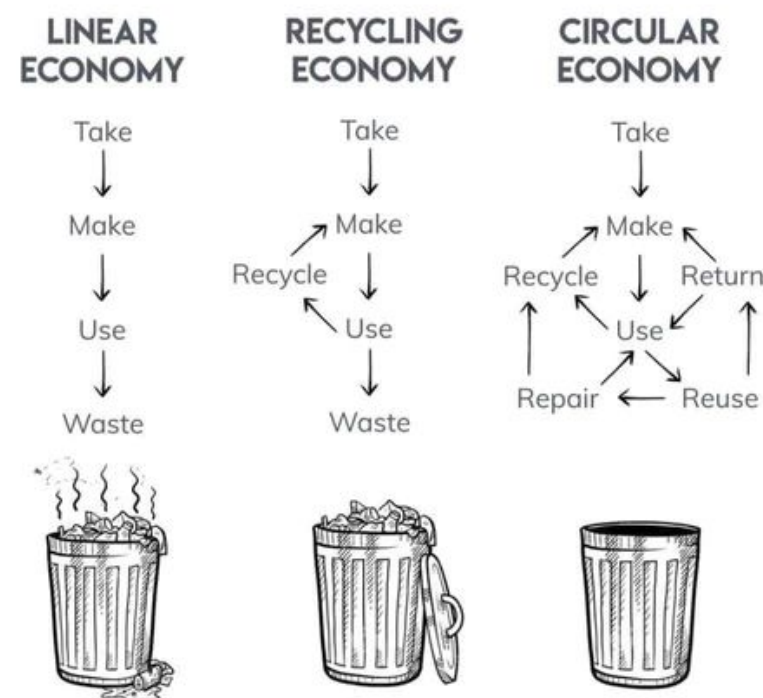 LINEAR
ECONOMY
Take
Make
Use
Waste
RECYCLING
ECONOMY
Take
Make
Recycle
Use
Waste
CIRCULAR
ECONOMY
Take
Make
Recycle
Return
Use
Repair
Reuse